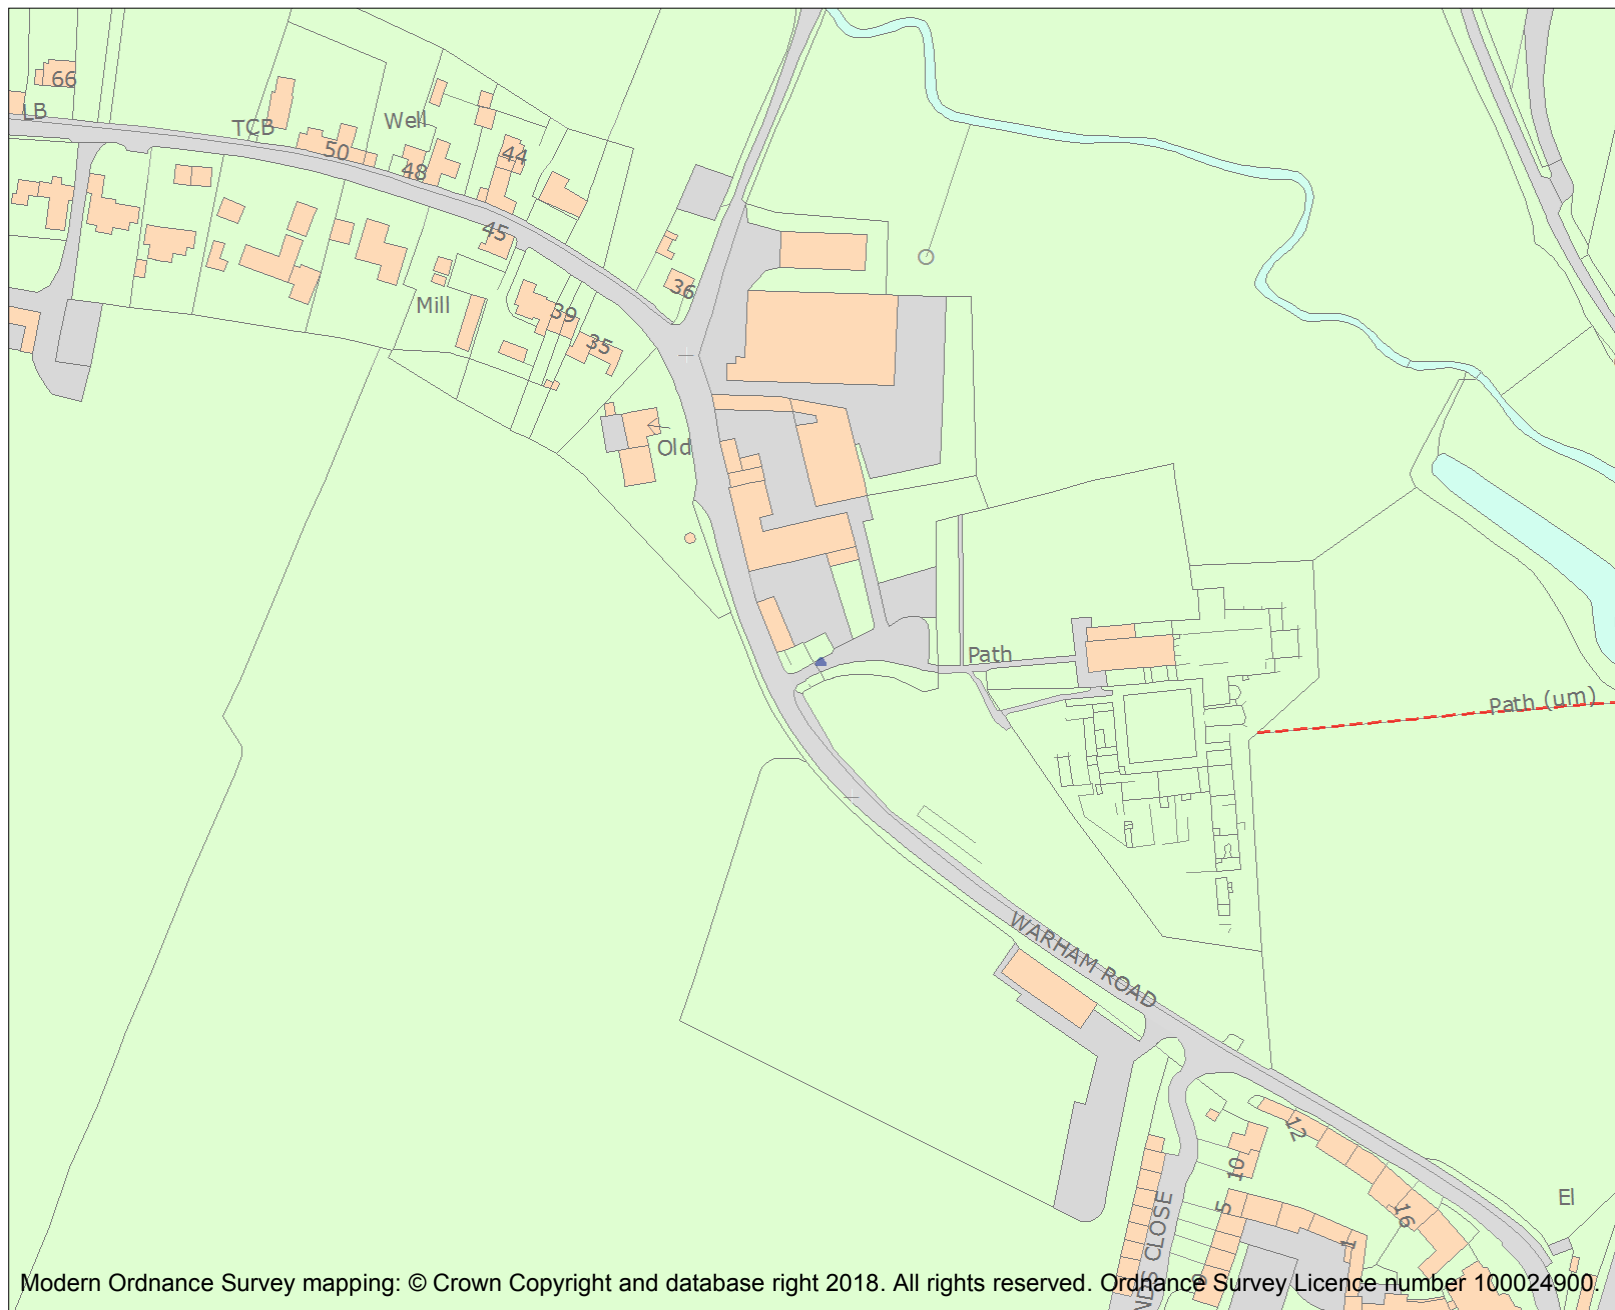 66
LB
TCB
Well
50
48
44
45
36
Mill
39
35
Old
Path
Path (um)
WARHAM ROAD
12
10
5
16
El
1
CLOSE
Modern Ordnance Survey mapping: © Crown Copyright and database right 2018. All rights reserved. Ordnance Survey Licence number 100024900.